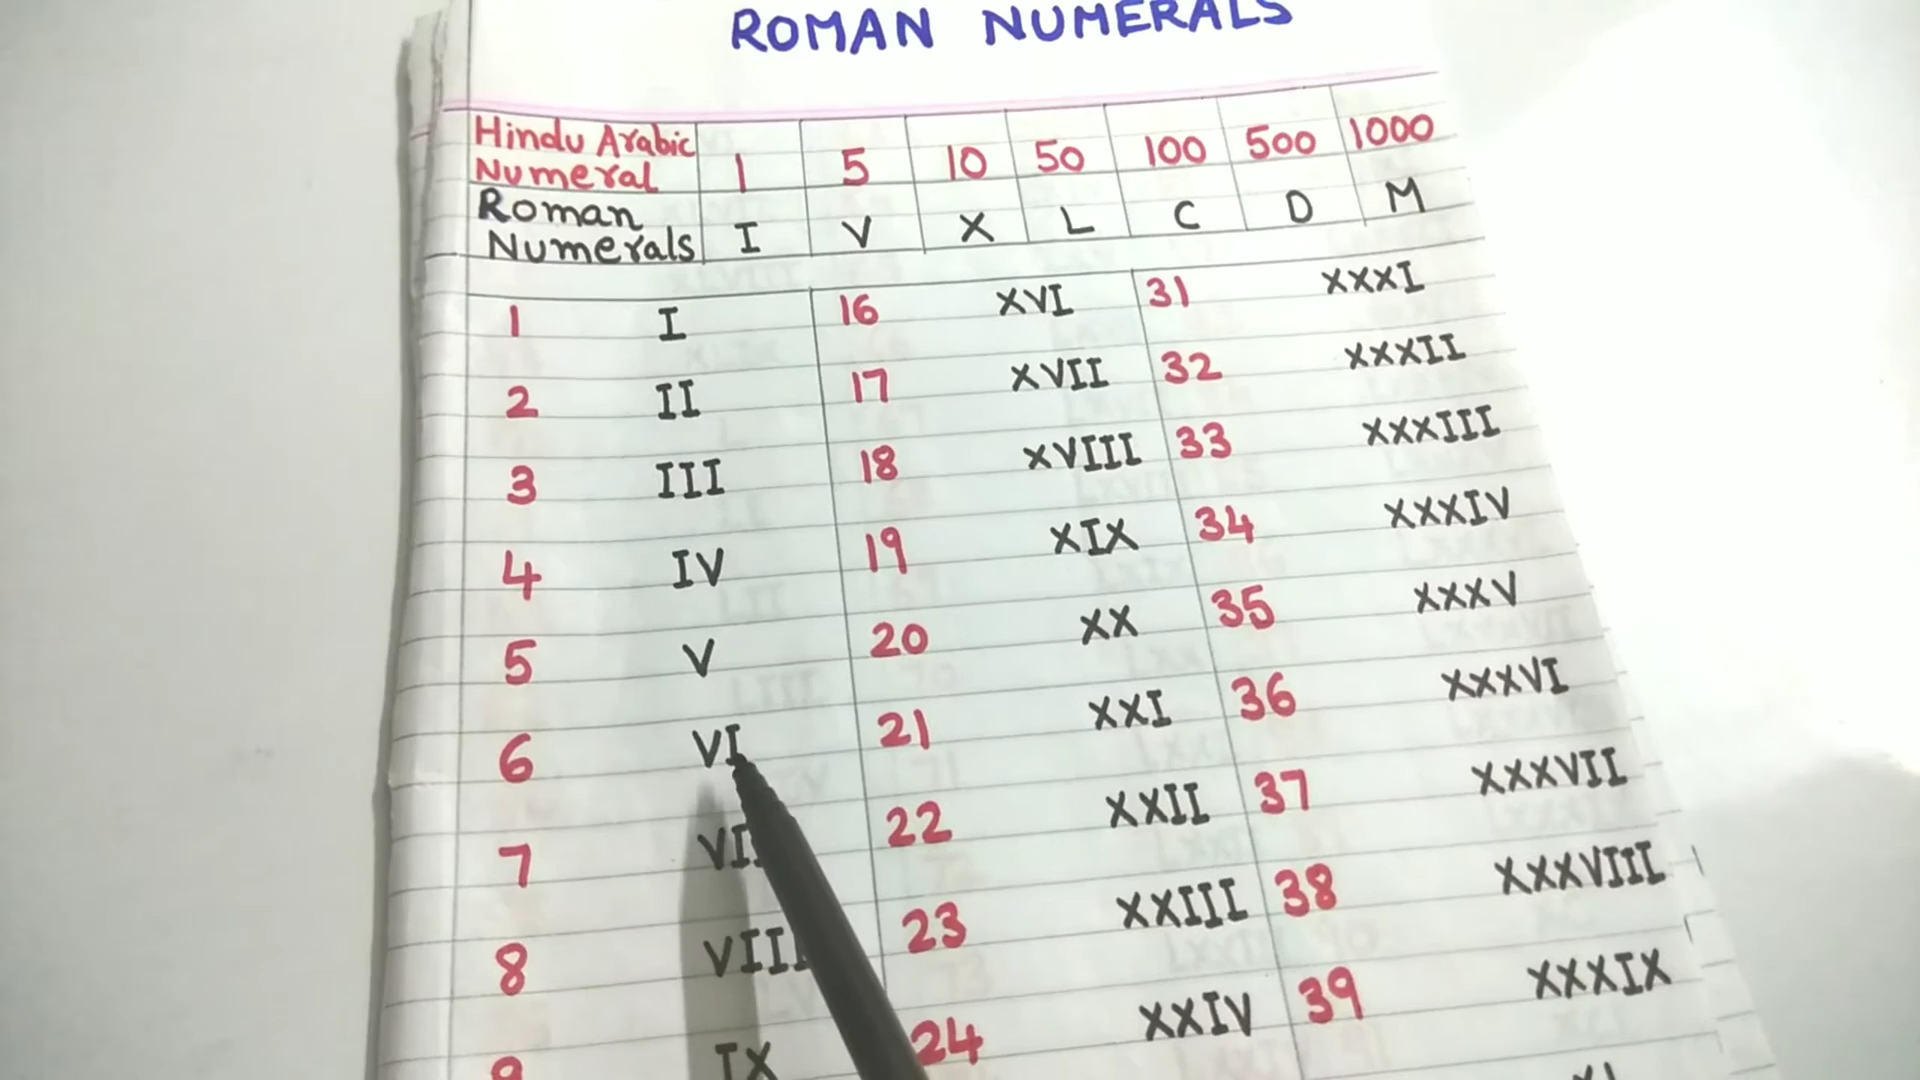 ROMAN NUMERALS
Hindu Arabic Numeral 1 5 10 50 100 500 1000
Roman Numerals I V X L C D M
1 I 16 XVI 31 XXXI
2 II 17 XVII 32 XXXII
3 III 18 XVIII 33 XXXIII
4 IV 19 XIX 34 XXXIV
5 V 20 XX 35 XXXV
6 VI 21 XXI 36 XXXVI
7 22 XXII 37 XXXVII
8 VIII 23 XXIII 38 XXXVIII
9 IX 24 XXIV 39 XXXIX